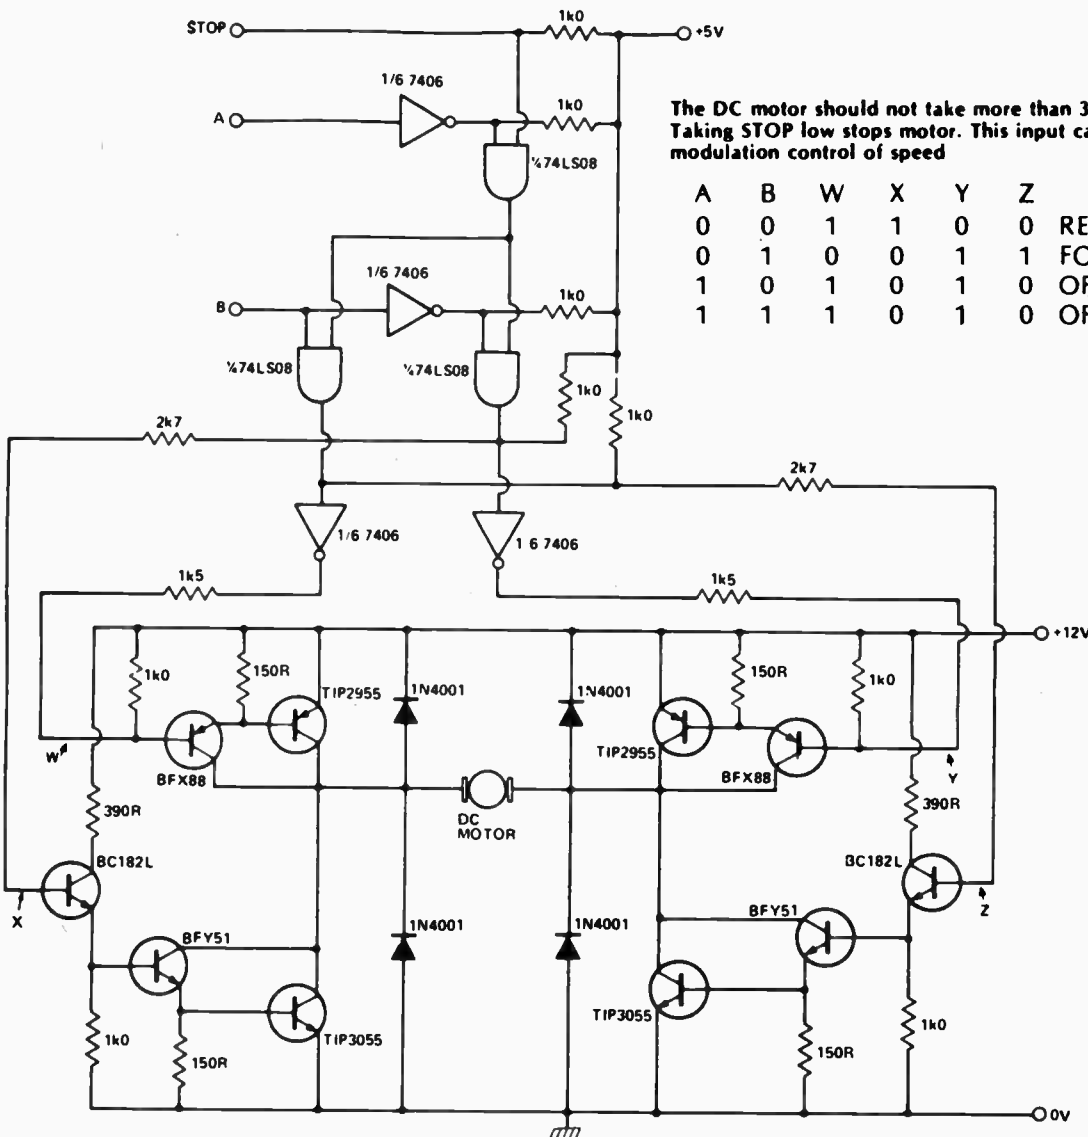 STOP
1k0
+5V
1/6 7406
A
1k0
¼74LS08
The DC motor should not take more than 3
Taking STOP low stops motor. This input ca
modulation control of speed
A B W X Y Z
0 0 1 1 0 0 RE
0 1 0 0 1 1 FO
1 0 1 0 1 0 OF
1 1 1 0 1 0 OF
1/6 7406
B
1k0
¼74LS08
¼74LS08
1k0
1k0
2k7
2k7
1/6 7406
1 6 7406
1k5
1k5
+12V
1k0
150R
TIP2955
1N4001
1N4001
150R
1k0
W
BFX88
TIP2955
BFX88
Y
390R
DC
MOTOR
390R
BC182L
BC182L
X
Z
BFY51
1N4001
1N4001
BFY51
1k0
150R
TIP3055
TIP3055
150R
1k0
0V